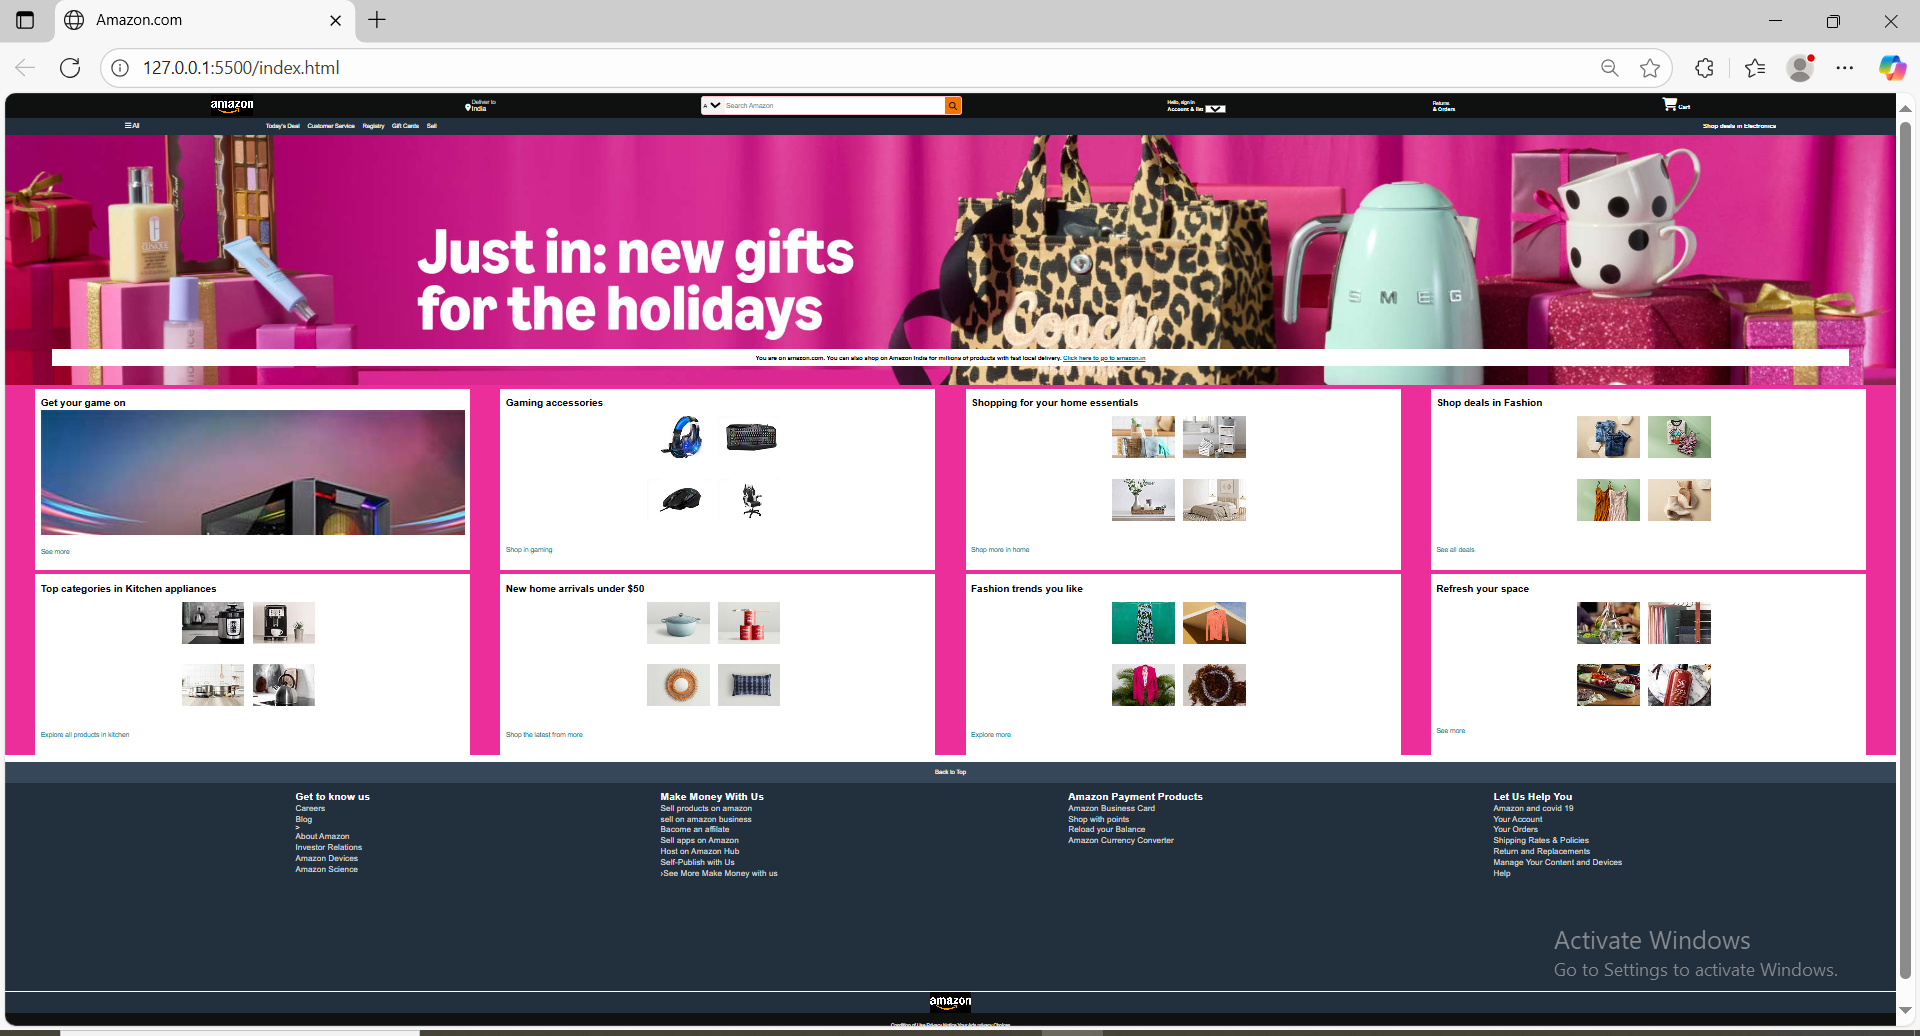 Amazon.com
127.0.0.1:5500/index.html
amazon
Deliver to
India
A
Search Amazon
Hello, sign in
Account & list
Returns
& Orders
Cart
All
Today's Deal
Customer Service
Registry
Gift Cards
Sell
Shop deals in Electronics
CLINIQUE
Just in: new gifts
for the holidays
Coach
SMEG
You are on amazon.com. You can also shop on Amazon India for millions of products with fast local delivery. Click here to go to amazon.in
Get your game on
See more
Gaming accessories
Shop in gaming
Shopping for your home essentials
Shop more in home
Shop deals in Fashion
See all deals
Top categories in Kitchen appliances
Explore all products in kitchen
New home arrivals under $50
Shop the latest from more
Fashion trends you like
Explore more
Refresh your space
See more
Back to Top
Get to know us
Careers
Blog
>
About Amazon
Investor Relations
Amazon Devices
Amazon Science
Make Money With Us
Sell products on amazon
sell on amazon business
Bacome an affilate
Sell apps on Amazon
Host on Amazon Hub
Self-Publish with Us
›See More Make Money with us
Amazon Payment Products
Amazon Business Card
Shop with points
Reload your Balance
Amazon Currency Converter
Let Us Help You
Amazon and covid 19
Your Account
Your Orders
Shipping Rates & Policies
Return and Replacements
Manage Your Content and Devices
Help
Activate Windows
Go to Settings to activate Windows.
amazon